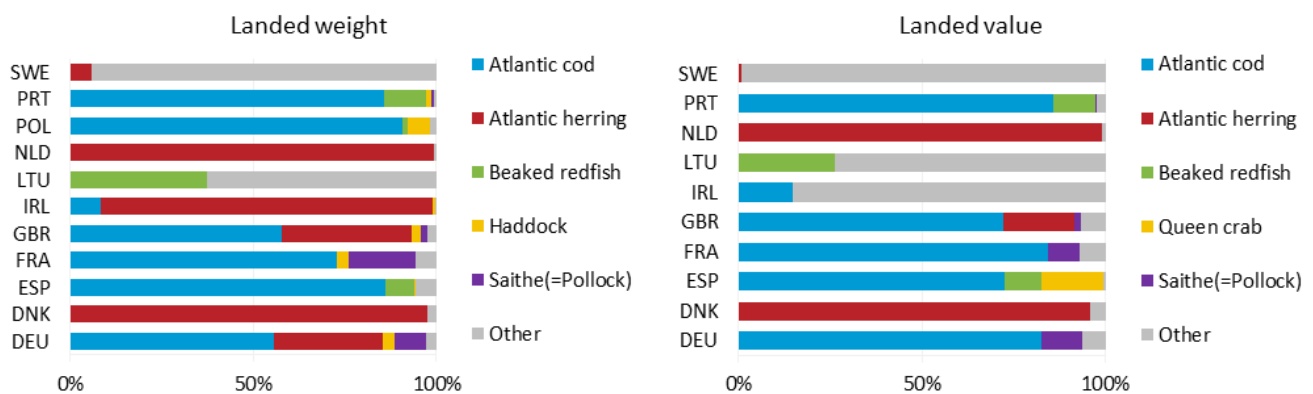 Landed weight
SWE
PRT
POL
NLD
LTU
IRL
GBR
FRA
ESP
DNK
DEU
0%
50%
100%
Atlantic cod
Atlantic herring
Beaked redfish
Haddock
Saithe(=Pollock)
Other
Landed value
SWE
PRT
NLD
LTU
IRL
GBR
FRA
ESP
DNK
DEU
0%
50%
100%
Atlantic cod
Atlantic herring
Beaked redfish
Queen crab
Saithe(=Pollock)
Other